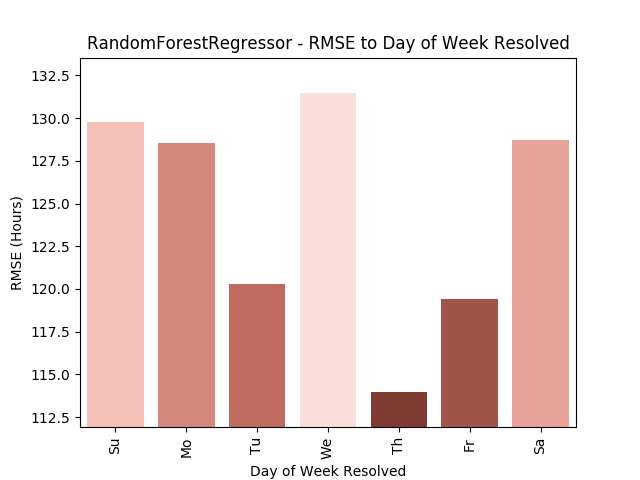 RandomForestRegressor - RMSE to Day of Week Resolved
132.5
130.0
127.5
125.0
122.5
120.0
117.5
115.0
112.5
RMSE (Hours)
Su Mo Tu We Th Fr Sa
Day of Week Resolved